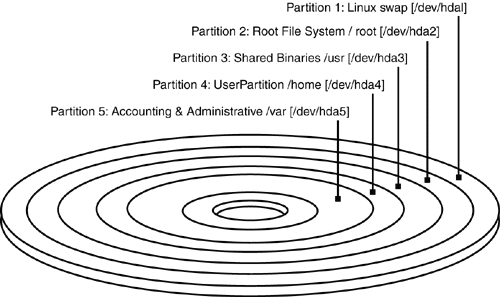 Partition 1: Linux swap [/dev/hdal]
Partition 2: Root File System / root [/dev/hda2]
Partition 3: Shared Binaries /usr [/dev/hda3]
Partition 4: UserPartition /home [/dev/hda4]
Partition 5: Accounting & Administrative /var [/dev/hda5]